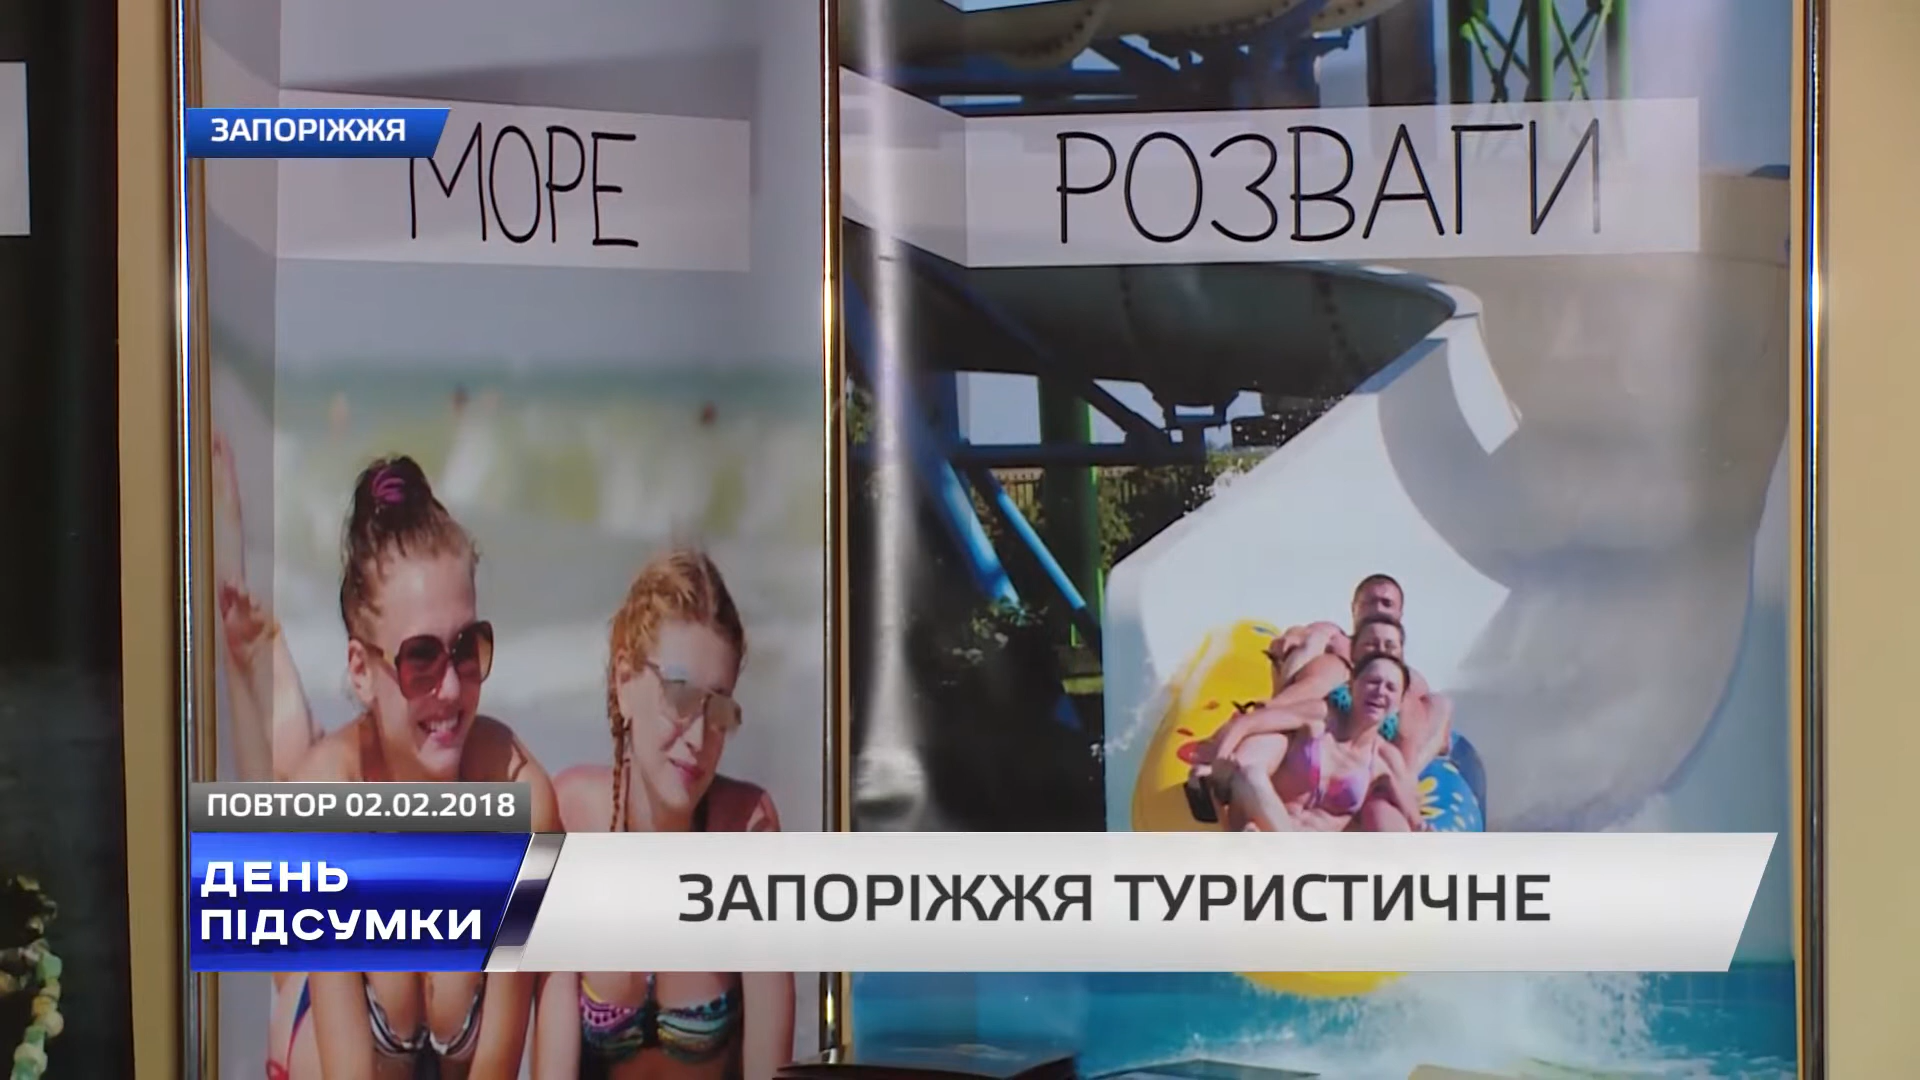 ЗАПОРІЖЖЯ
МОРЕ
РОЗВАГИ
ПОВТОР 02.02.2018
ДЕНЬ
ПІДСУМКИ
ЗАПОРІЖЖЯ ТУРИСТИЧНЕ